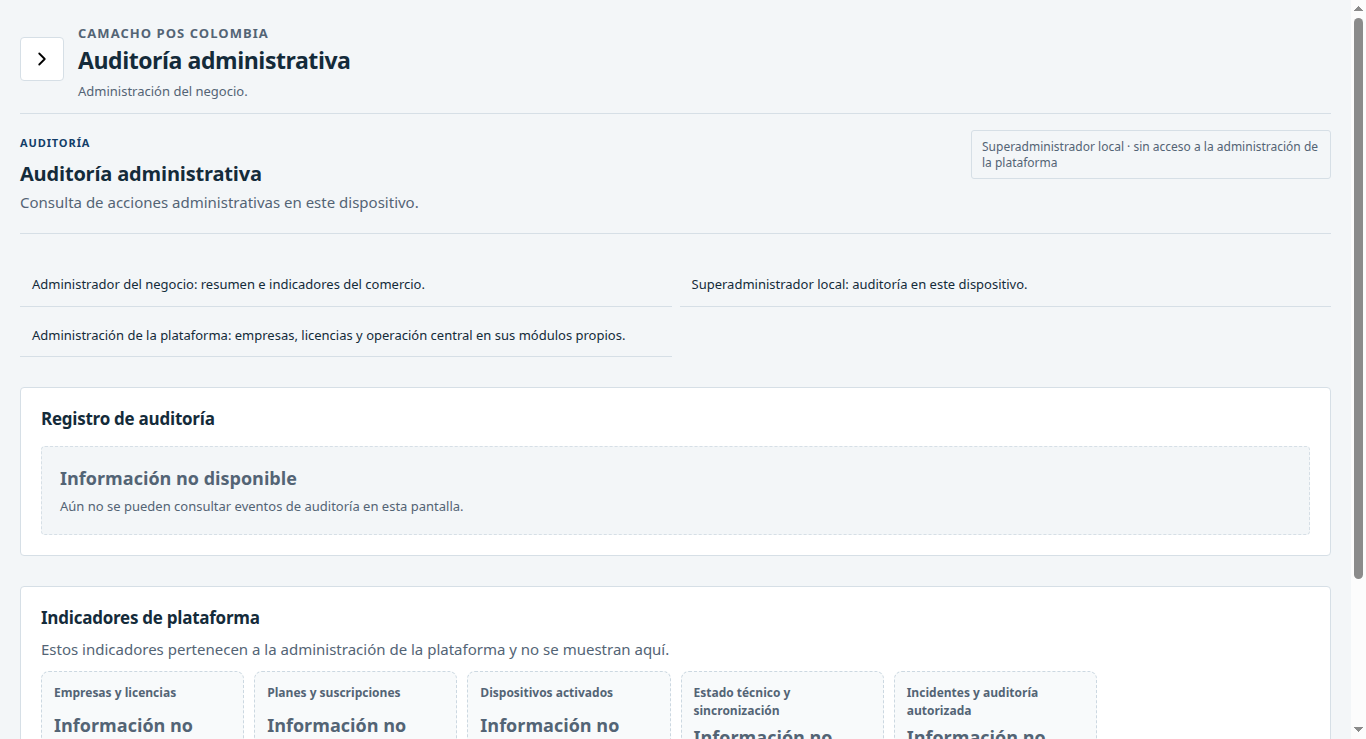 CAMACHO POS COLOMBIA
Auditoría administrativa
Administración del negocio.
AUDITORÍA
Auditoría administrativa
Consulta de acciones administrativas en este dispositivo.
Superadministrador local · sin acceso a la administración de
la plataforma
Administrador del negocio: resumen e indicadores del comercio.
Superadministrador local: auditoría en este dispositivo.
Administración de la plataforma: empresas, licencias y operación central en sus módulos propios.
Registro de auditoría
Información no disponible
Aún no se pueden consultar eventos de auditoría en esta pantalla.
Indicadores de plataforma
Estos indicadores pertenecen a la administración de la plataforma y no se muestran aquí.
Empresas y licencias
Información no
Planes y suscripciones
Información no
Dispositivos activados
Información no
Estado técnico y
sincronización
Información no
Incidentes y auditoría
autorizada
Información no